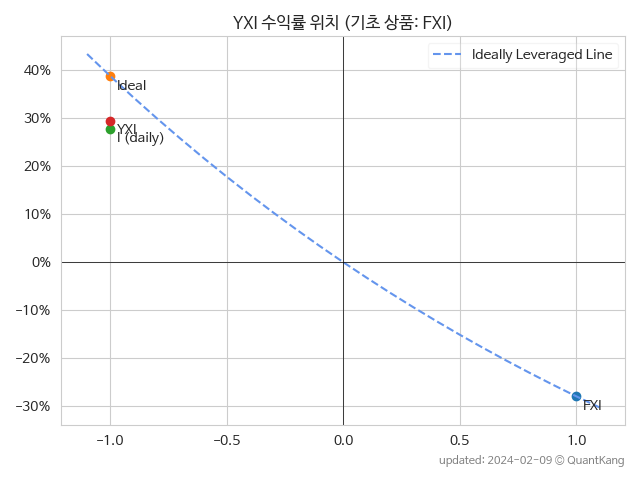 YXI 수익률 위치 (기초 상품: FXI)
Ideally Leveraged Line
40%
30%
20%
10%
0%
−10%
−20%
−30%
Ideal
YXI
I (daily)
FXI
−1.0
−0.5
0.0
0.5
1.0
updated: 2024-02-09 © QuantKang